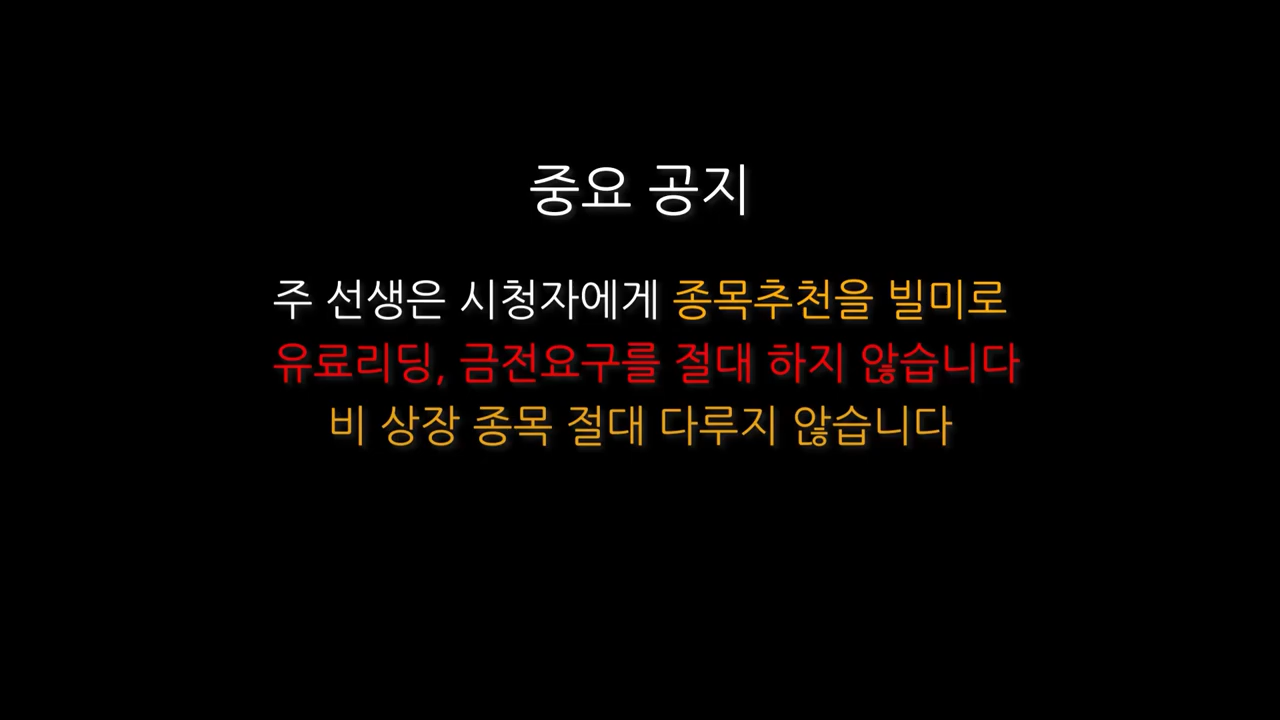 중요 공지
주 선생은 시청자에게 종목추천을 빌미로
유료리딩, 금전요구를 절대 하지 않습니다
비 상장 종목 절대 다루지 않습니다